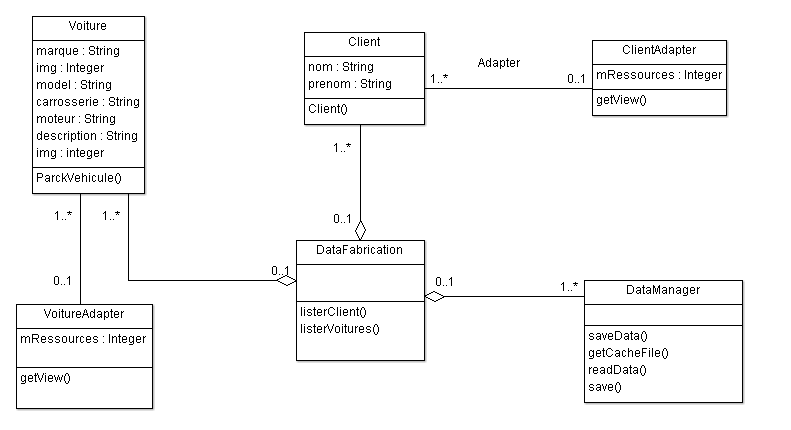 Voiture
marque : String
img : Integer
model : String
carrosserie : String
moteur : String
description : String
img : integer
ParckVehicule()
Client
nom : String
prenom : String
Client()
Adapter
1..*
0..1
ClientAdapter
mRessources : Integer
getView()
1..*
1..*
1..*
0..1
0..1
0..1
VoitureAdapter
mRessources : Integer
getView()
DataFabrication
listerClient()
listerVoitures()
0..1
1..*
DataManager
saveData()
getCacheFile()
readData()
save()